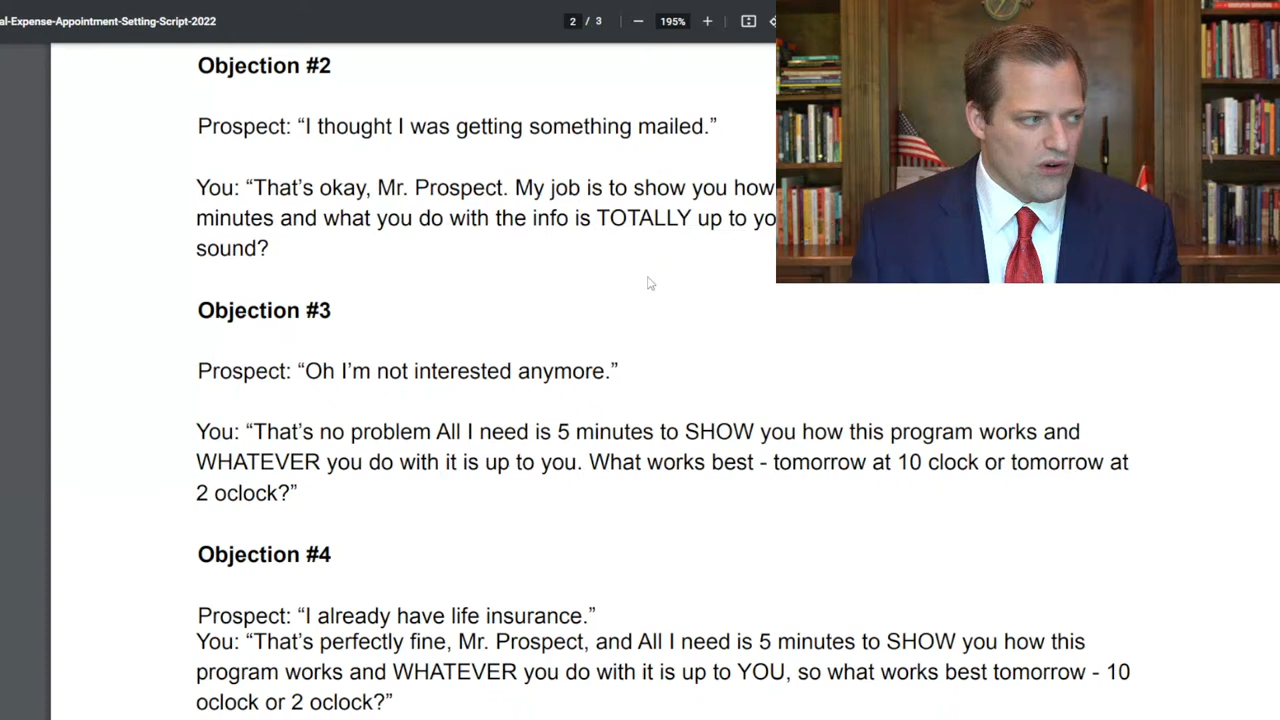 al-Expense-Appointment-Setting-Script-2022
2 / 3
195%
Objection #2
Prospect: “I thought I was getting something mailed.”
You: “That’s okay, Mr. Prospect. My job is to show you how
minutes and what you do with the info is TOTALLY up to yo
sound?
Objection #3
Prospect: “Oh I’m not interested anymore.”
You: “That’s no problem All I need is 5 minutes to SHOW you how this program works and
WHATEVER you do with it is up to you. What works best - tomorrow at 10 clock or tomorrow at
2 oclock?”
Objection #4
Prospect: “I already have life insurance.”
You: “That’s perfectly fine, Mr. Prospect, and All I need is 5 minutes to SHOW you how this
program works and WHATEVER you do with it is up to YOU, so what works best tomorrow - 10
oclock or 2 oclock?”